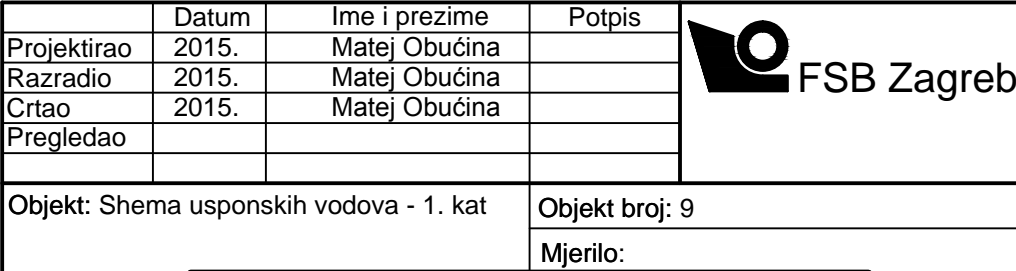 Datum Ime i prezime Potpis
Projektirao 2015. Matej Obućina
Razradio 2015. Matej Obućina
Crtao 2015. Matej Obućina
Pregledao
FSB Zagreb
Objekt: Shema usponskih vodova - 1. kat
Objekt broj: 9
Mjerilo: